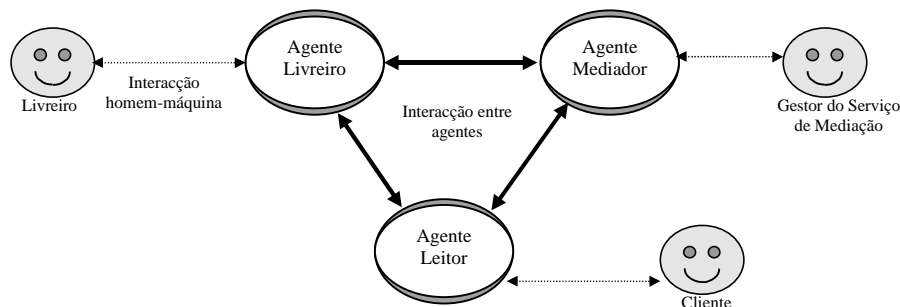 Agente
Livreiro
Agente
Mediador
Livreiro
Interacção
homem-máquina
Interacção entre
agentes
Gestor do Serviço
de Mediação
Agente
Leitor
Cliente